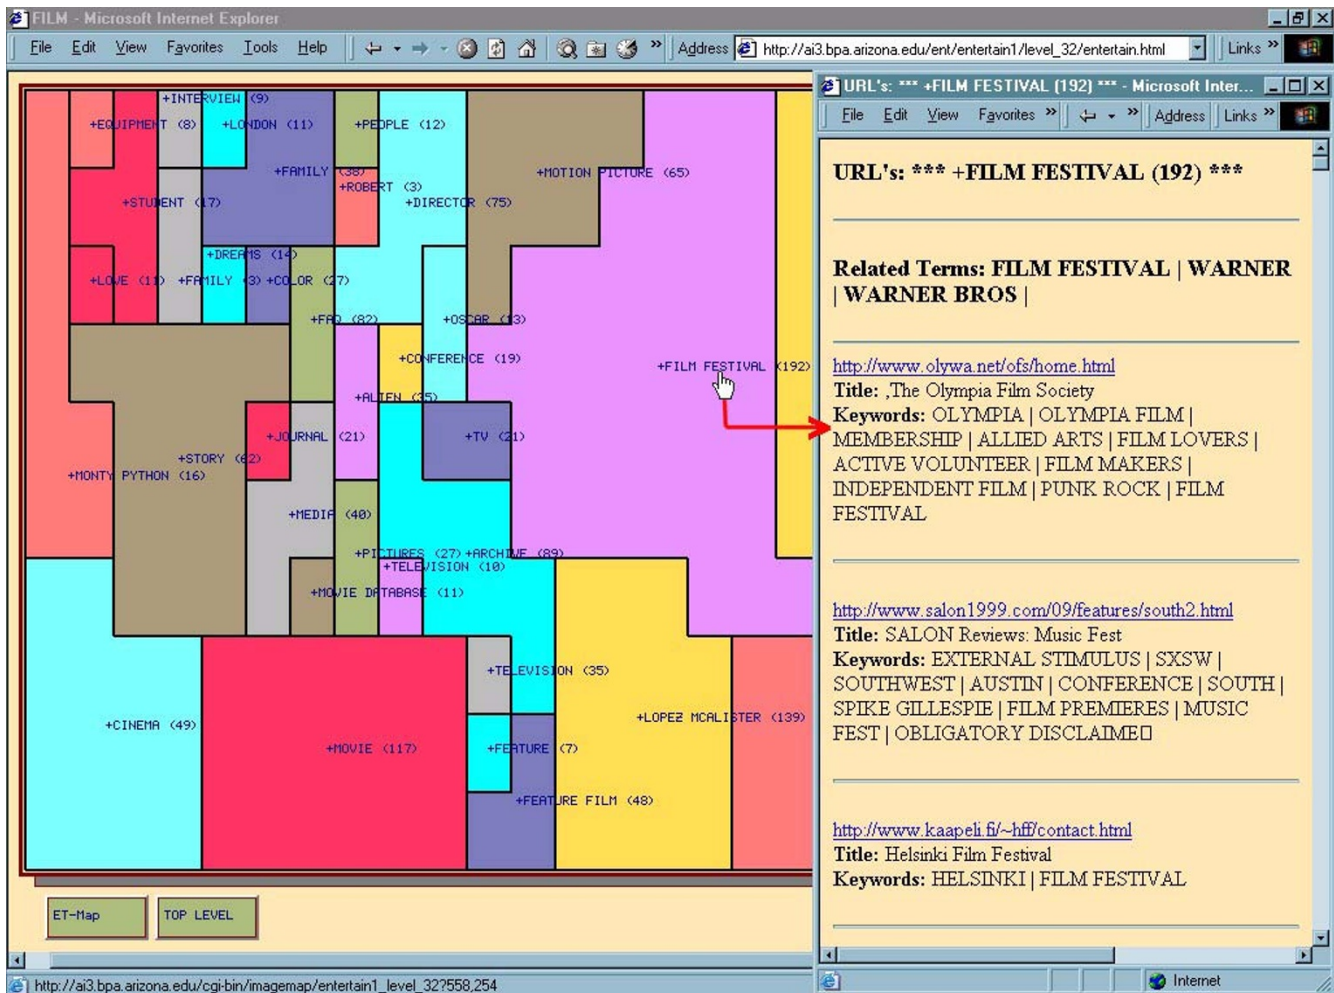 FILM - Microsoft Internet Explorer
File Edit View Favorites Tools Help » Address http://ai3.bpa.arizona.edu/ent/entertain1/level_32/entertain.html Links »
+INTERVIEW (9)
+EQUIPMENT (8) +LONDON (11) +PEOPLE (12)
+FAMILY (38) +MOTION PICTURE (65)
+ROBERT (3)
+STUDENT (17) +DIRECTOR (75)
+DREAMS (14)
+LOVE (11) +FAMILY (3) +COLOR (27)
+FAQ (82) +OSCAR (13)
+CONFERENCE (19) +FILM FESTIVAL (192)
+ALIEN (35)
+JOURNAL (21) +TV (21)
+STORY (62)
+MONTY PYTHON (16)
+MEDIA (40)
+PICTURES (27) +ARCHIVE (89)
+TELEVISION (10)
+MOVIE DATABASE (11)
+TELEVISION (35)
+CINEMA (49) +LOPEZ MCALISTER (139)
+MOVIE (117) +FEATURE (7)
+FEATURE FILM (48)
ET-Map TOP LEVEL
http://ai3.bpa.arizona.edu/cgi-bin/imagemap/entertain1_level_32?558,254
URL's: *** +FILM FESTIVAL (192) *** - Microsoft Inter...
File Edit View Favorites » » Address Links »
URL's: *** +FILM FESTIVAL (192) ***
Related Terms: FILM FESTIVAL | WARNER
| WARNER BROS |
http://www.olywa.net/ofs/home.html
Title: ,The Olympia Film Society
Keywords: OLYMPIA | OLYMPIA FILM |
MEMBERSHIP | ALLIED ARTS | FILM LOVERS |
ACTIVE VOLUNTEER | FILM MAKERS |
INDEPENDENT FILM | PUNK ROCK | FILM
FESTIVAL
http://www.salon1999.com/09/features/south2.html
Title: SALON Reviews: Music Fest
Keywords: EXTERNAL STIMULUS | SXSW |
SOUTHWEST | AUSTIN | CONFERENCE | SOUTH |
SPIKE GILLESPIE | FILM PREMIERES | MUSIC
FEST | OBLIGATORY DISCLAIME□
http://www.kaapeli.fi/~hff/contact.html
Title: Helsinki Film Festival
Keywords: HELSINKI | FILM FESTIVAL
Internet